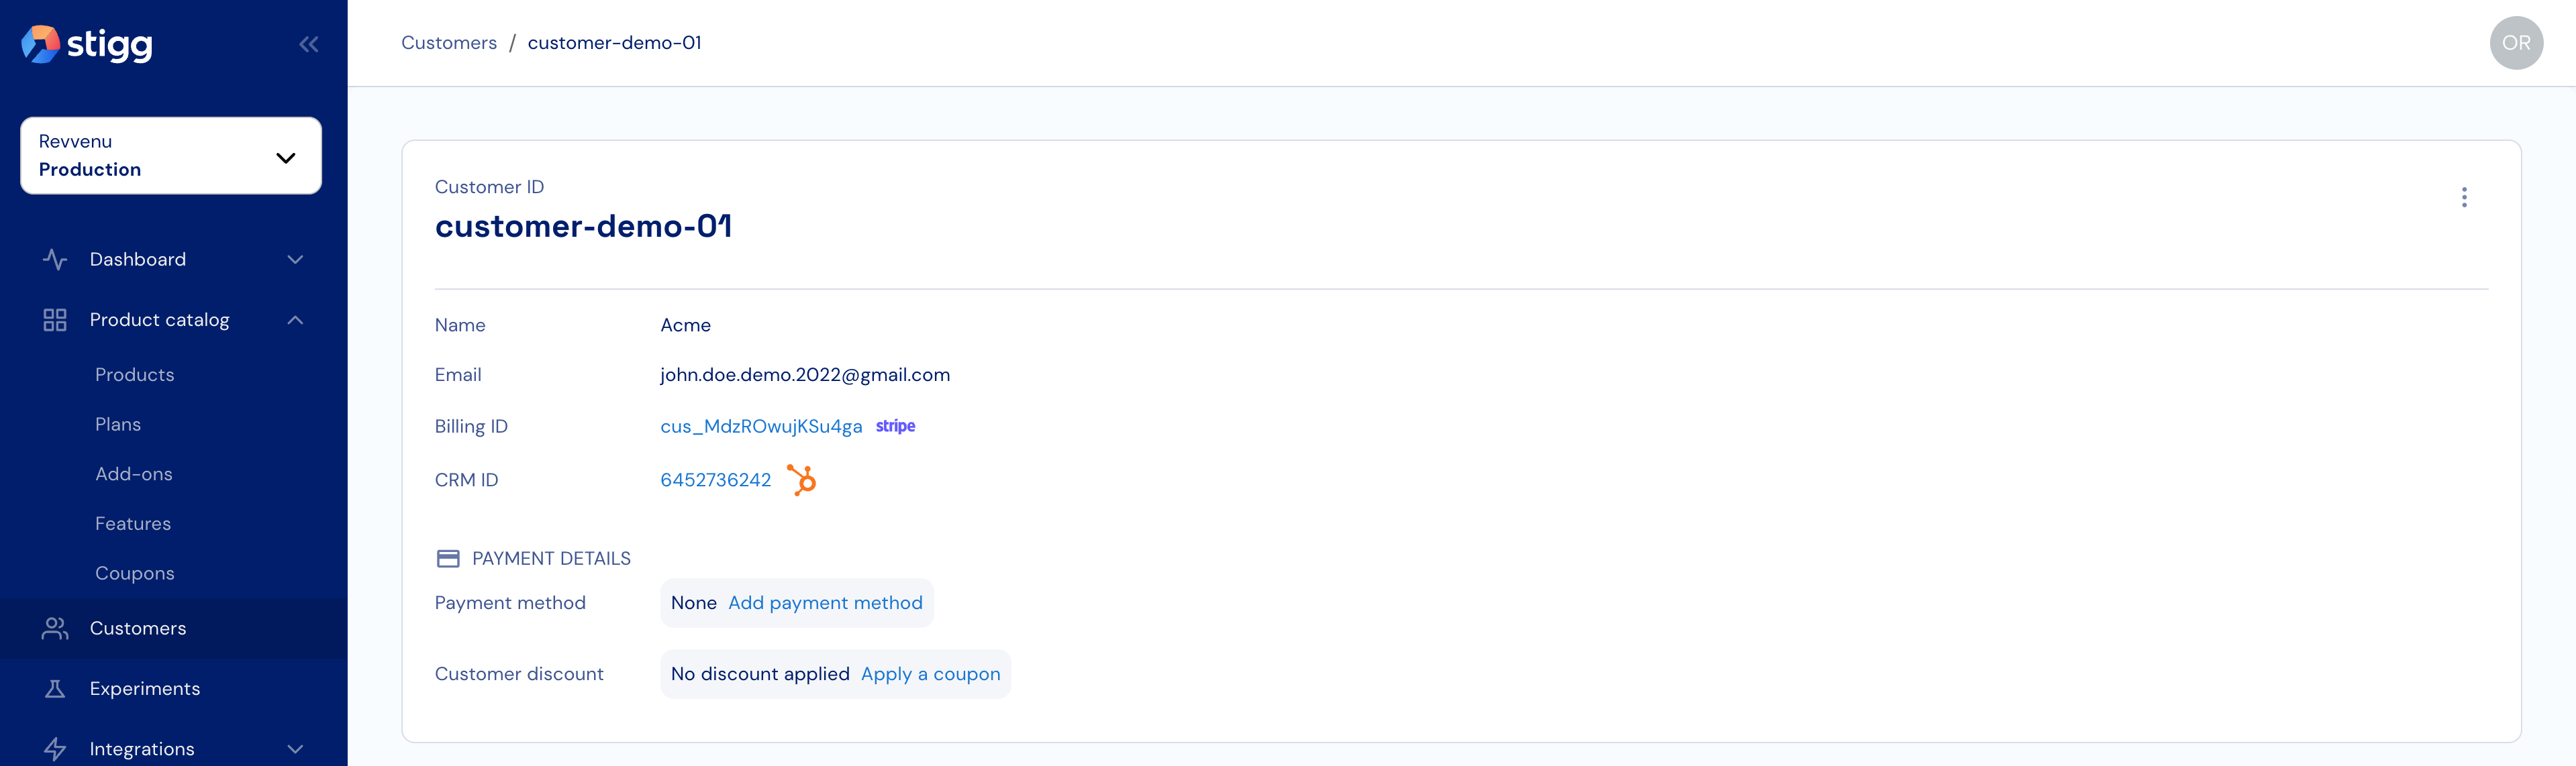 stigg
Customers / customer-demo-01
OR
Revvenu
Production
Dashboard
Product catalog
Products
Plans
Add-ons
Features
Coupons
Customers
Experiments
Integrations
Customer ID
customer-demo-01
Name Acme
Email john.doe.demo.2022@gmail.com
Billing ID cus_MdzROwujKSu4ga stripe
CRM ID 6452736242
PAYMENT DETAILS
Payment method None Add payment method
Customer discount No discount applied Apply a coupon